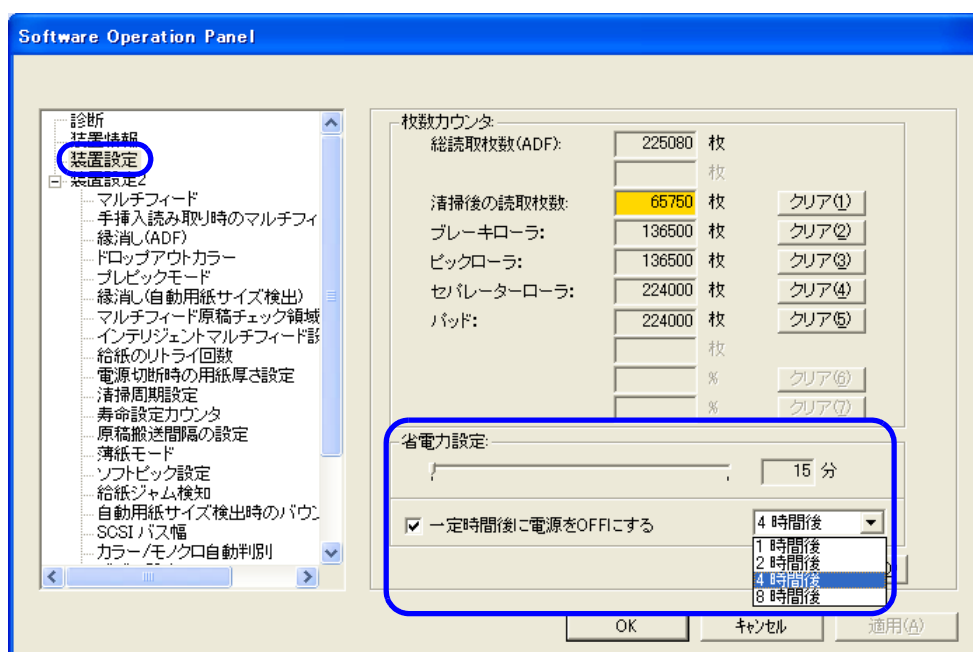 Software Operation Panel
診断
装置情報
装置設定
装置設定2
マルチフィード
手挿入読み取り時のマルチフィ
縁消し(ADF)
ドロップアウトカラー
プレピックモード
縁消し(自動用紙サイズ検出)
マルチフィード原稿チェック領域
インテリジェントマルチフィード設
給紙のリトライ回数
電源切断時の用紙厚さ設定
清掃周期設定
寿命設定カウンタ
原稿搬送間隔の設定
薄紙モード
ソフトピック設定
給紙ジャム検知
自動用紙サイズ検出時のバウン
SCSI バス幅
カラー/モノクロ自動判別
枚数カウンタ:
総読取枚数(ADF): 225080 枚
枚
清掃後の読取枚数: 65750 枚 クリア(1)
ブレーキローラ: 136500 枚 クリア(2)
ピックローラ: 136500 枚 クリア(3)
セパレーターローラ: 224000 枚 クリア(4)
パッド: 224000 枚 クリア(5)
枚
% クリア(6)
% クリア(7)
省電力設定:
15 分
一定時間後に電源をOFFにする 4 時間後
1 時間後
2 時間後
4 時間後
8 時間後
OK キャンセル 適用(A)